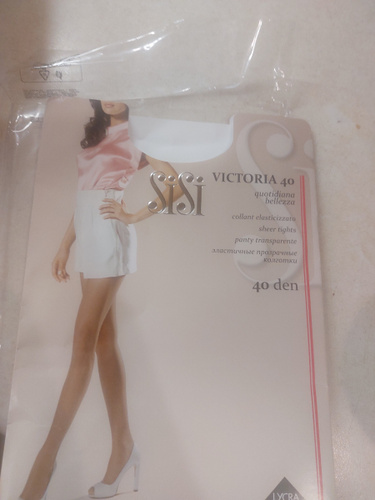 SiSi
VICTORIA 40
quotidiana
bellezza
collant elasticizzato
sheer tights
panty transparente
эластичные прозрачные
колготки
40 den
LYCRA